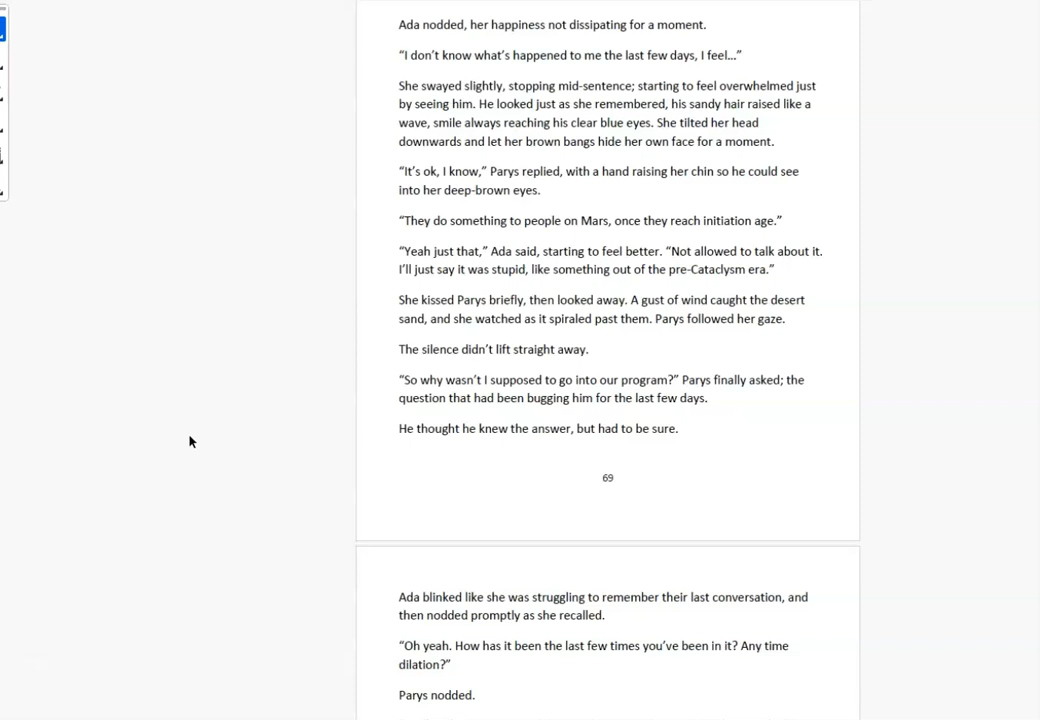 Ada nodded, her happiness not dissipating for a moment.
“I don’t know what’s happened to me the last few days, I feel…”
She swayed slightly, stopping mid-sentence; starting to feel overwhelmed just
by seeing him. He looked just as she remembered, his sandy hair raised like a
wave, smile always reaching his clear blue eyes. She tilted her head
downwards and let her brown bangs hide her own face for a moment.
“It’s ok, I know,” Parys replied, with a hand raising her chin so he could see
into her deep-brown eyes.
“They do something to people on Mars, once they reach initiation age.”
“Yeah just that,” Ada said, starting to feel better. “Not allowed to talk about it.
I’ll just say it was stupid, like something out of the pre-Cataclysm era.”
She kissed Parys briefly, then looked away. A gust of wind caught the desert
sand, and she watched as it spiraled past them. Parys followed her gaze.
The silence didn’t lift straight away.
“So why wasn’t I supposed to go into our program?” Parys finally asked; the
question that had been bugging him for the last few days.
He thought he knew the answer, but had to be sure.
69
Ada blinked like she was struggling to remember their last conversation, and
then nodded promptly as she recalled.
“Oh yeah. How has it been the last few times you’ve been in it? Any time
dilation?”
Parys nodded.